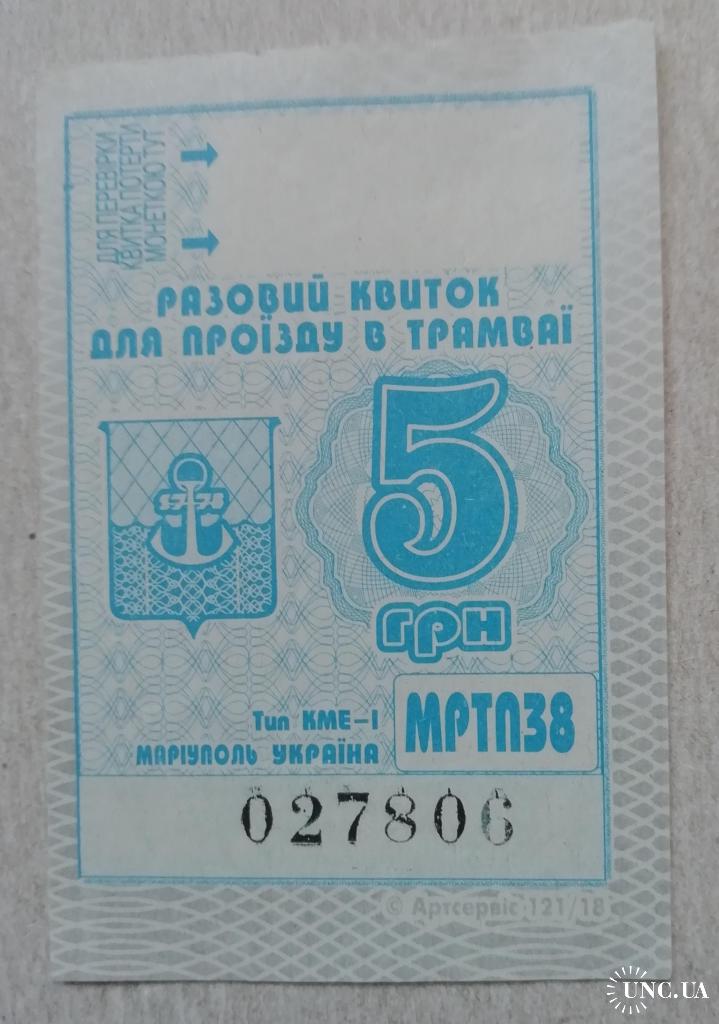 ДЛЯ ПЕРЕВІРКИ
КВИТКА ПОТЕРТИ
МОНЕТКОЮ ТУТ
РАЗОВИЙ КВИТОК
ДЛЯ ПРОЇЗДУ В ТРАМВАЇ
1778
5
грн
Тип КМЕ-І
МАРІУПОЛЬ УКРАЇНА
МРТП38
027806
© Артсервіс 121/18
UNC.UA